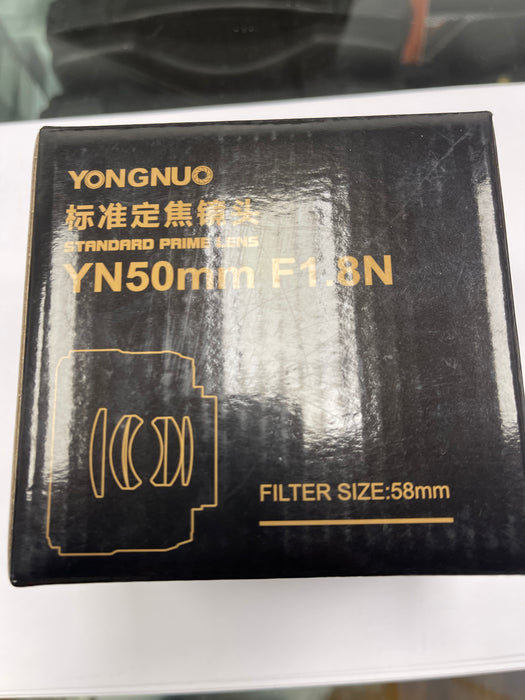 YONGNUO
标准定焦镜头
STANDARD PRIME LENS
YN50mm F1.8N
FILTER SIZE:58mm